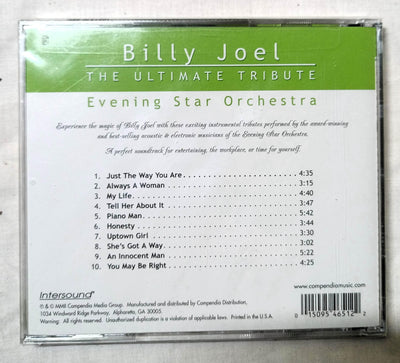 Billy Joel
THE ULTIMATE TRIBUTE
Evening Star Orchestra
Experience the magic of Billy Joel with these exciting instrumental tributes performed by the award-winning
and best-selling acoustic & electronic musicians of the Evening Star Orchestra.
A perfect soundtrack for entertaining, the workplace, or time for yourself.
1. Just The Way You Are 4:35
2. Always A Woman 3:15
3. My Life 4:40
4. Tell Her About It 3:47
5. Piano Man 5:42
6. Honesty 3:44
7. Uptown Girl 3:30
8. She's Got A Way 3:02
9. An Innocent Man 5:22
10. You May Be Right 4:25
Intersound®
www.compendiamusic.com
℗ & © MMII Compendia Media Group. Manufactured and distributed by Compendia Distribution,
1034 Windward Ridge Parkway, Alpharetta, GA 30005
Warning: All rights reserved. Unauthorized duplication is a violation of applicable laws. Printed in the U.S.A.
0 15095 46512 2